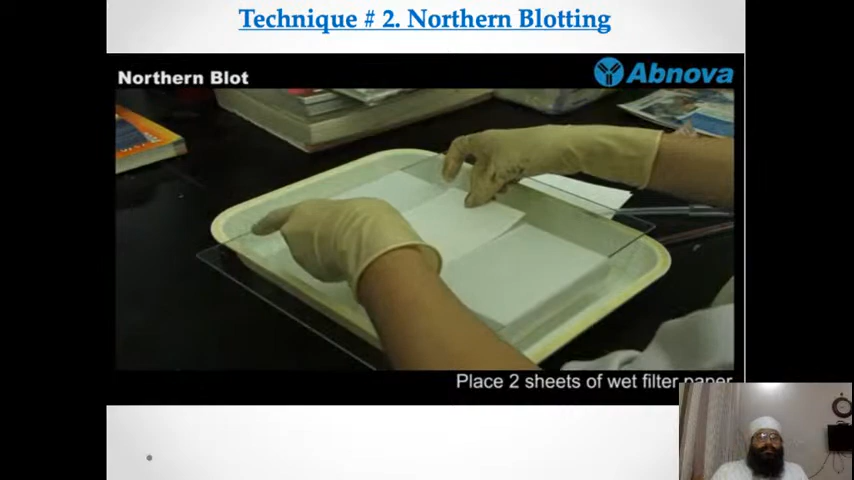 Technique # 2. Northern Blotting
Northern Blot
Abnova
Place 2 sheets of wet filter paper